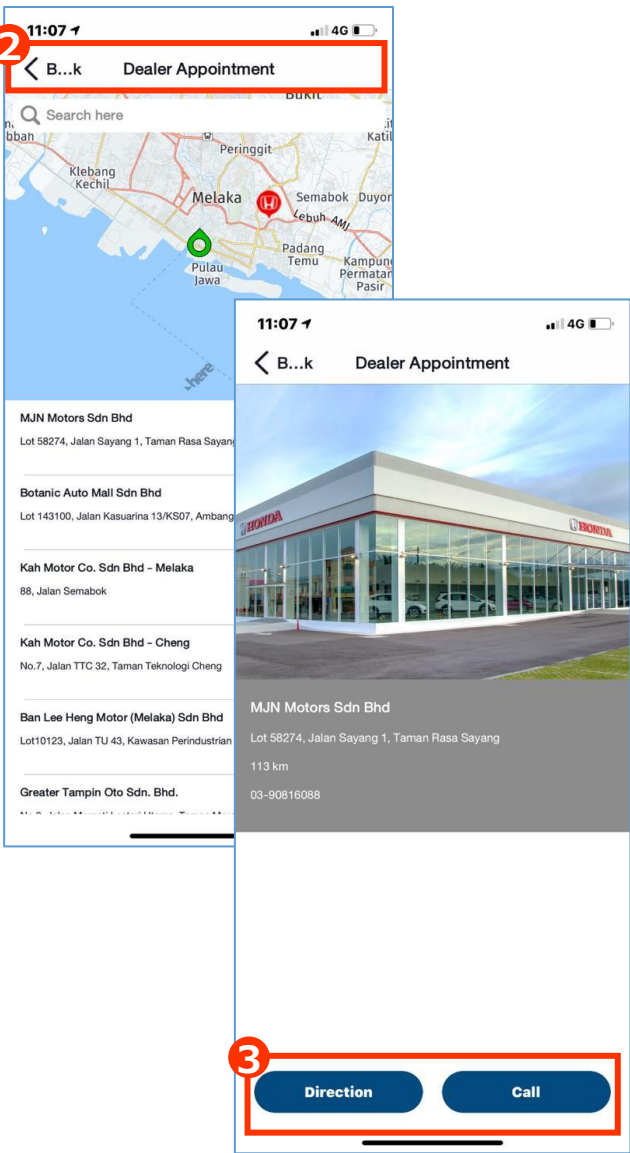 2
11:07
4G
B...k Dealer Appointment
Search here
Bukit
Katil
Peringgit
Klebang
Kechil
Melaka
Semabok
Duyon
Lebuh AMJ
Padang
Temu
Pulau
Jawa
Kampung
Permatan
Pasir
here
MJN Motors Sdn Bhd
Lot 58274, Jalan Sayang 1, Taman Rasa Sayang
Botanic Auto Mall Sdn Bhd
Lot 143100, Jalan Kasuarina 13/KS07, Ambang
Kah Motor Co. Sdn Bhd - Melaka
88, Jalan Semabok
Kah Motor Co. Sdn Bhd - Cheng
No.7, Jalan TTC 32, Taman Teknologi Cheng
Ban Lee Heng Motor (Melaka) Sdn Bhd
Lot10123, Jalan TU 43, Kawasan Perindustrian
Greater Tampin Oto Sdn. Bhd.
11:07
4G
B...k Dealer Appointment
HONDA
HONDA
MJN Motors Sdn Bhd
Lot 58274, Jalan Sayang 1, Taman Rasa Sayang
113 km
03-90816088
3
Direction Call